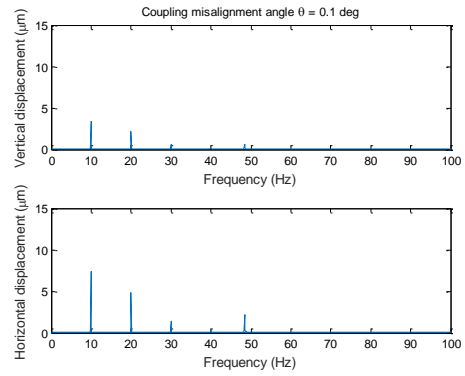 Coupling misalignment angle θ = 0.1 deg
Vertical displacement (μm)
15
10
5
0
0 10 20 30 40 50 60 70 80 90 100
Frequency (Hz)
Horizontal displacement (μm)
15
10
5
0
0 10 20 30 40 50 60 70 80 90 100
Frequency (Hz)